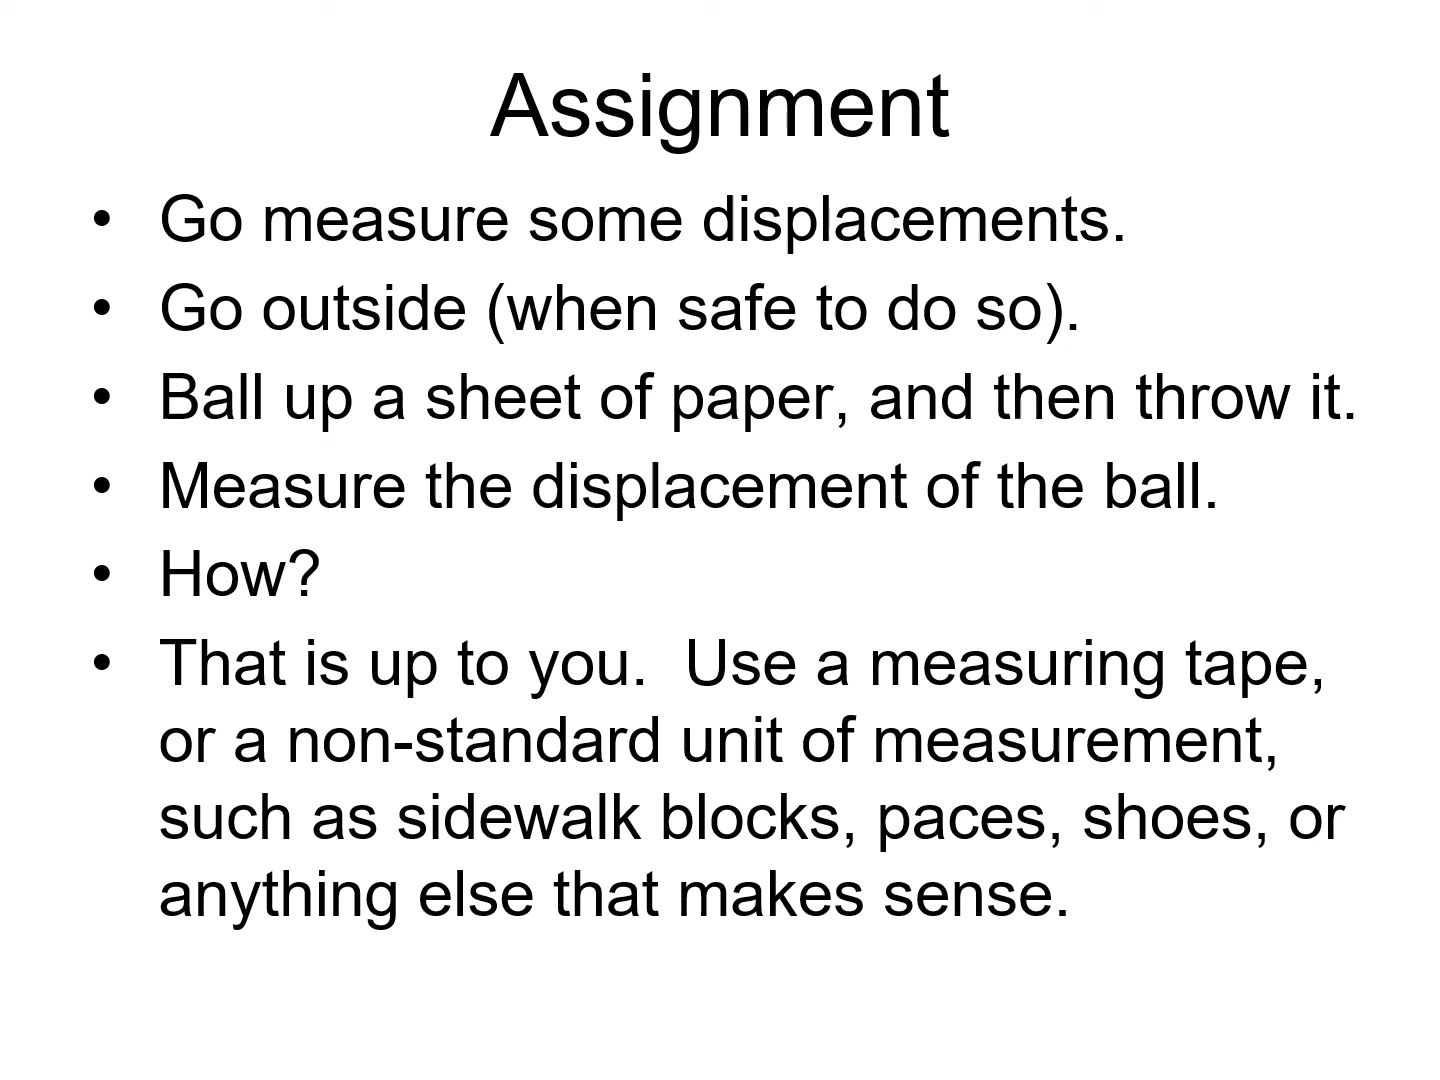 Assignment
• Go measure some displacements.
• Go outside (when safe to do so).
• Ball up a sheet of paper, and then throw it.
• Measure the displacement of the ball.
• How?
• That is up to you.  Use a measuring tape,
or a non-standard unit of measurement,
such as sidewalk blocks, paces, shoes, or
anything else that makes sense.